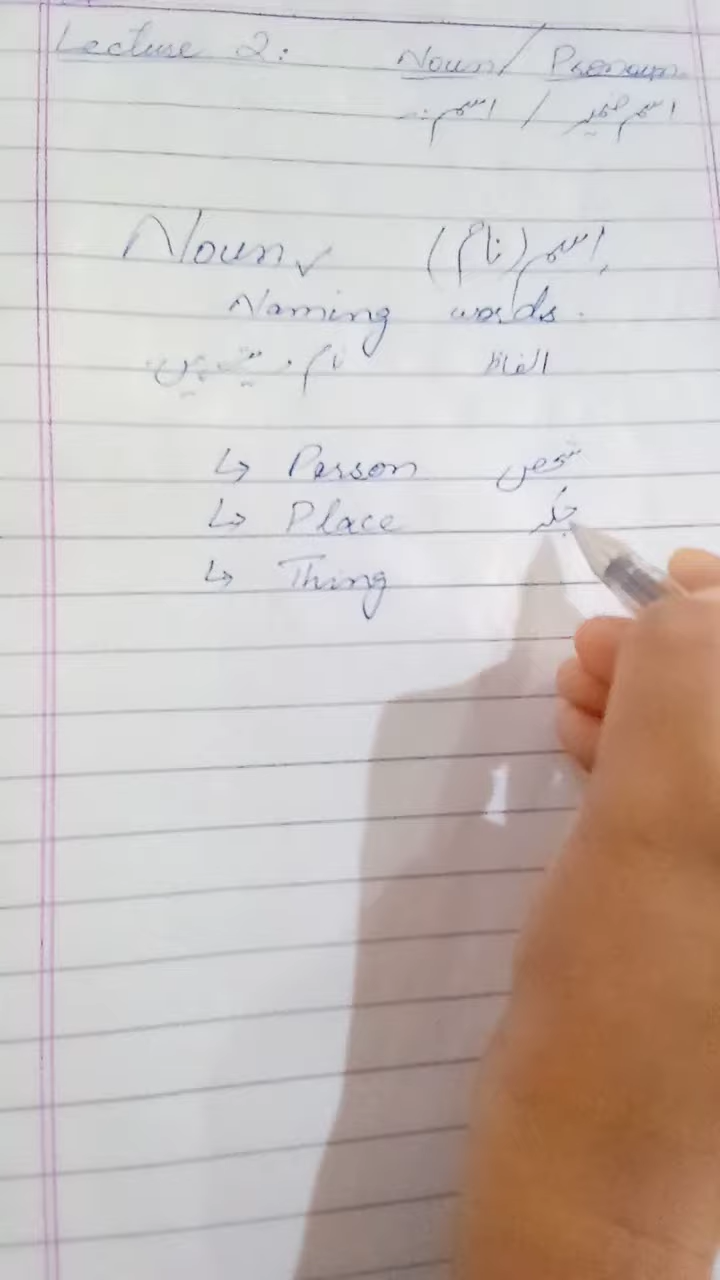 Lecture 2: Noun / Pronoun
اسم / اسم ضمیر
Noun ✓ اسم (نام)
Naming words.
نام الفاظ
↳ Person شخص
↳ Place جگہ
↳ Thing